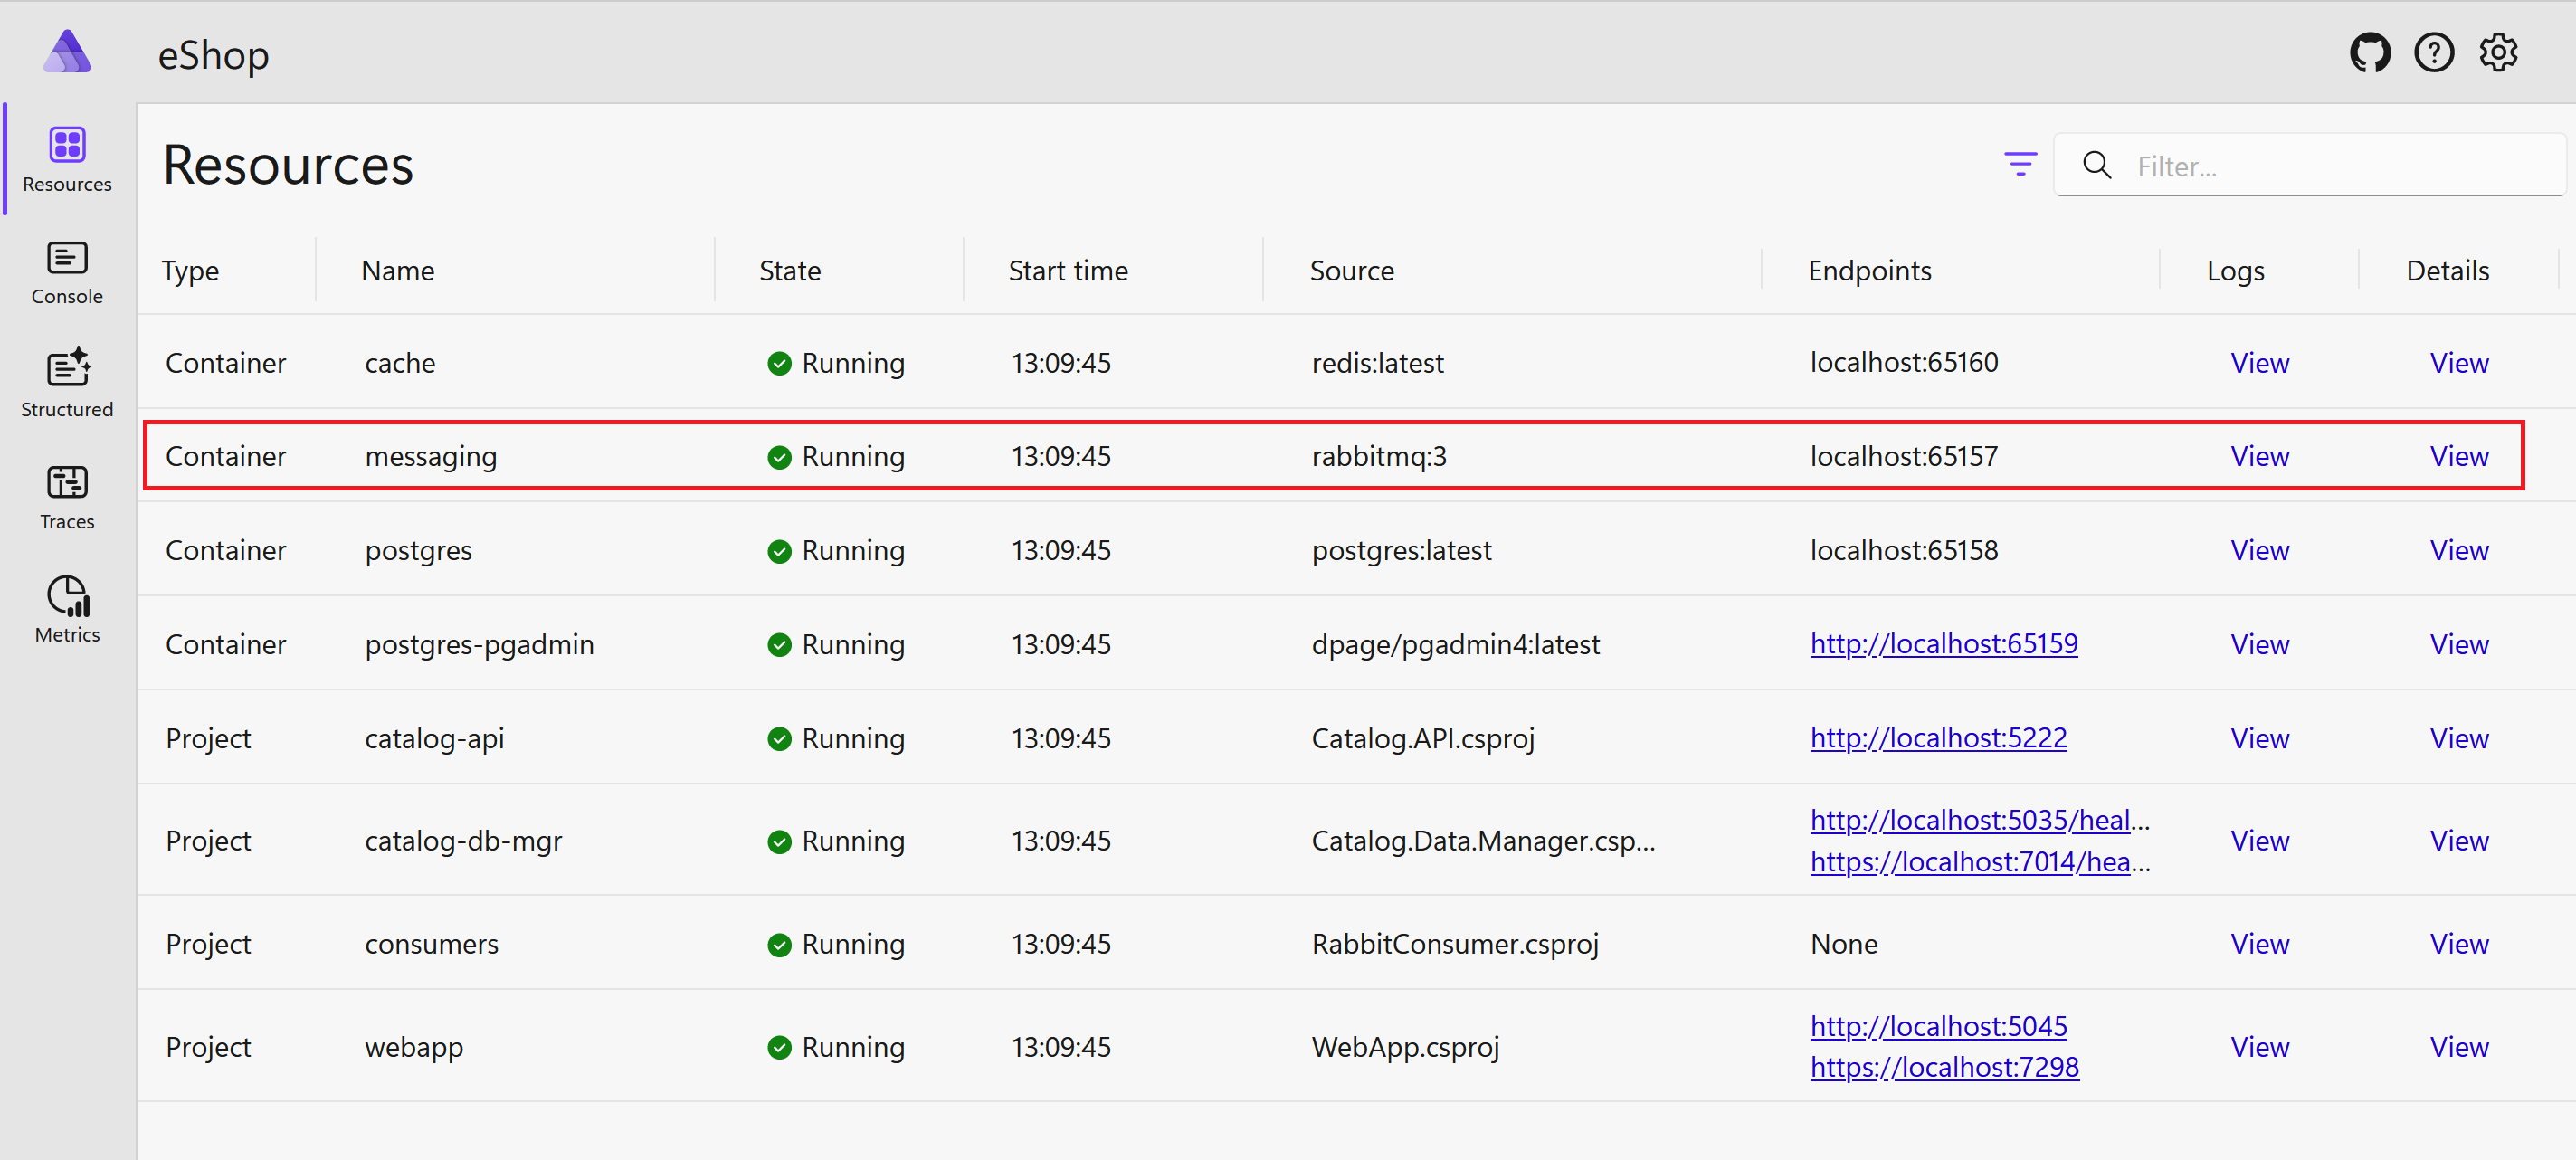 eShop
Resources
Console
Structured
Traces
Metrics
Resources
Filter...
Type Name State Start time Source Endpoints Logs Details
Container cache Running 13:09:45 redis:latest localhost:65160 View View
Container messaging Running 13:09:45 rabbitmq:3 localhost:65157 View View
Container postgres Running 13:09:45 postgres:latest localhost:65158 View View
Container postgres-pgadmin Running 13:09:45 dpage/pgadmin4:latest http://localhost:65159 View View
Project catalog-api Running 13:09:45 Catalog.API.csproj http://localhost:5222 View View
Project catalog-db-mgr Running 13:09:45 Catalog.Data.Manager.csp... http://localhost:5035/heal... View View
https://localhost:7014/hea...
Project consumers Running 13:09:45 RabbitConsumer.csproj None View View
Project webapp Running 13:09:45 WebApp.csproj http://localhost:5045 View View
https://localhost:7298